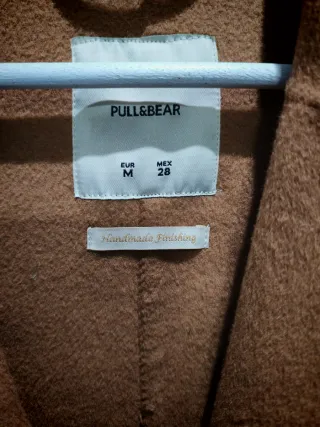 PULL&BEAR
EUR MEX
M 28
Handmade Finishing